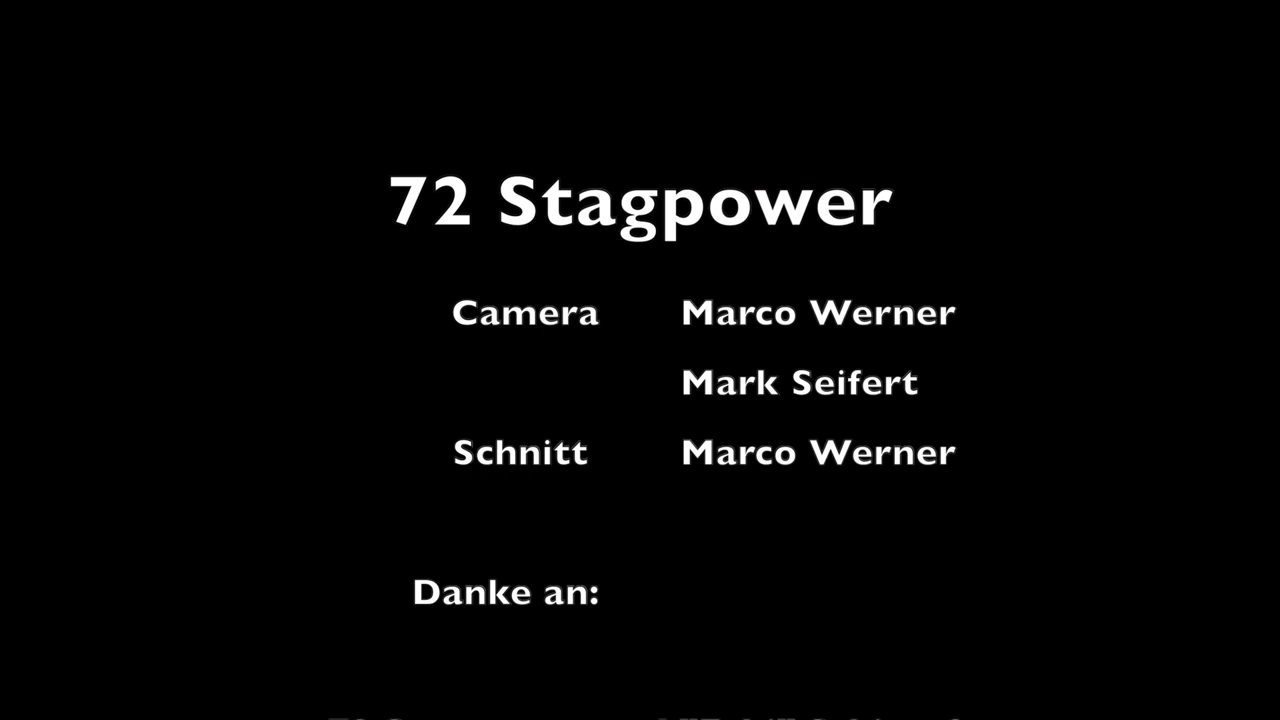 72 Stagpower
Camera Marco Werner
Mark Seifert
Schnitt Marco Werner
Danke an: